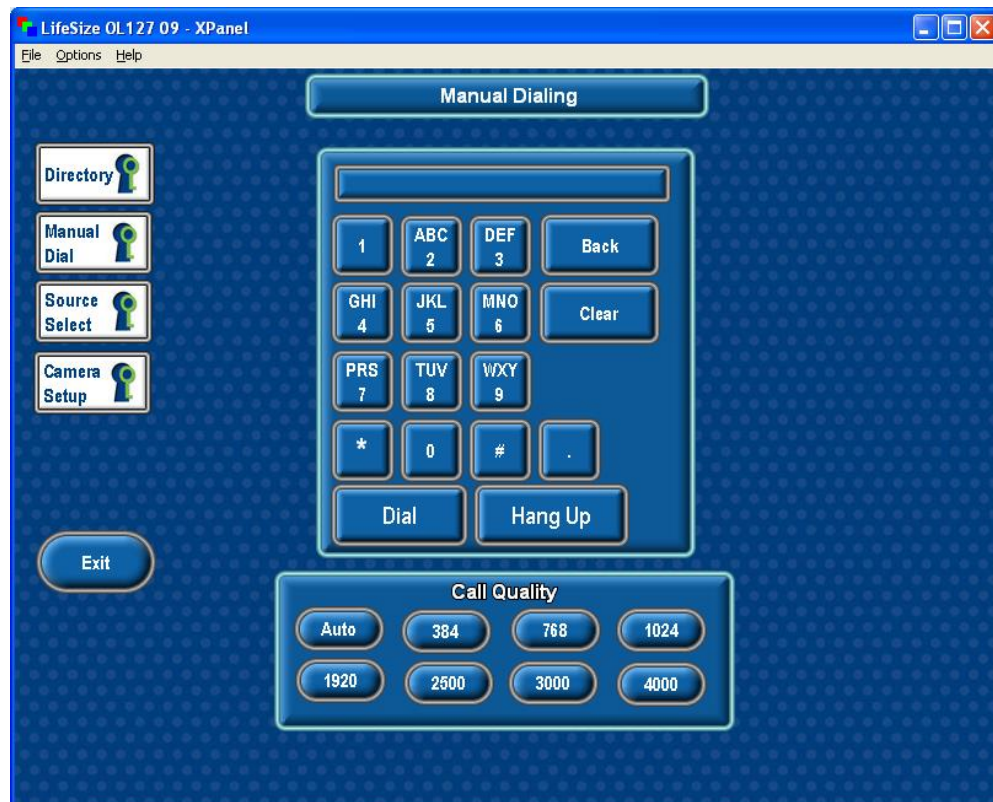 LifeSize OL127 09 - XPanel
File Options Help
Manual Dialing
Directory
Manual
Dial
Source
Select
Camera
Setup
Exit
1
ABC
2
DEF
3
Back
GHI
4
JKL
5
MNO
6
Clear
PRS
7
TUV
8
WXY
9
*
0
#
.
Dial
Hang Up
Call Quality
Auto
384
768
1024
1920
2500
3000
4000